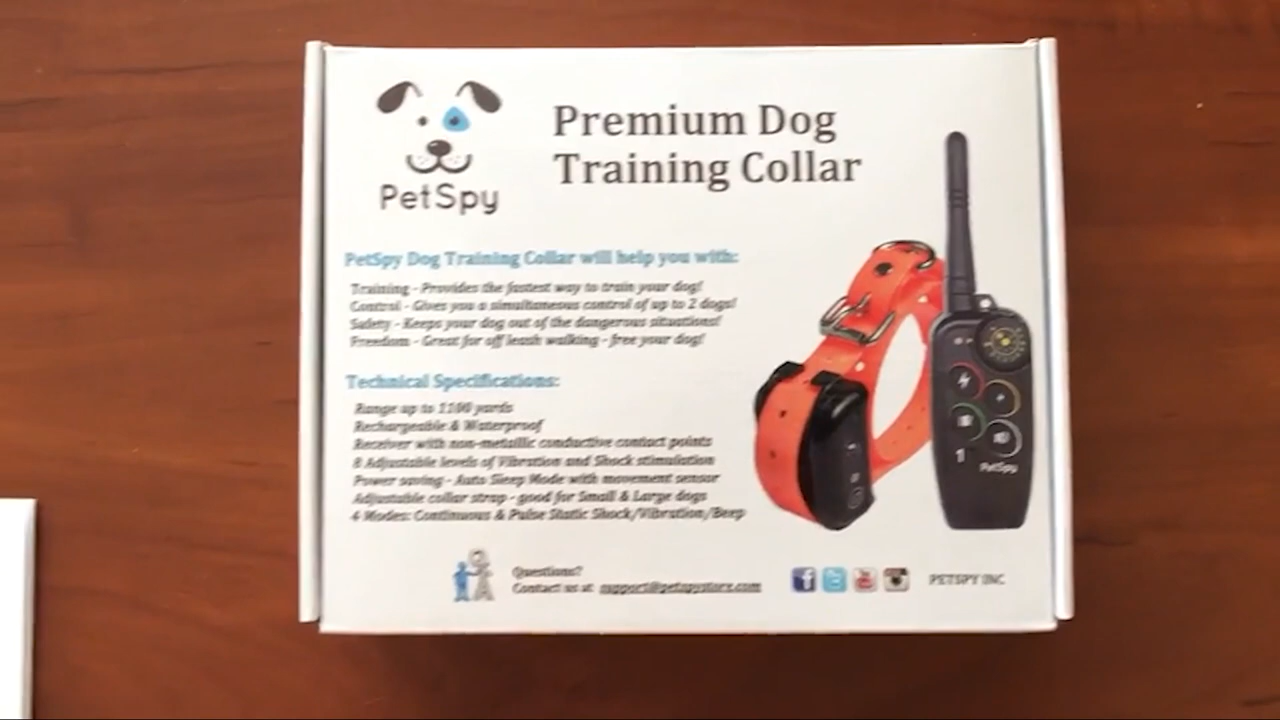 PetSpy
Premium Dog
Training Collar
PetSpy Dog Training Collar will help you with:
Training - Provides the fastest way to train your dog!
Control - Gives you a simultaneous control of up to 2 dogs!
Safety - Keeps your dog out of the dangerous situations!
Freedom - Great for off leash walking - free your dog!
Technical Specifications:
Range up to 1100 yards
Rechargeable & Waterproof
Receiver with non-metallic conductive contact points
8 Adjustable levels of Vibration and Shock stimulation
Power saving - Auto Sleep Mode with movement sensor
Adjustable collar strap - good for Small & Large dogs
4 Modes: Continuous & Pulse Static Shock/Vibration/Beep
1
PetSpy
Questions?
Contact us at support@petspystore.com
PETSPY INC